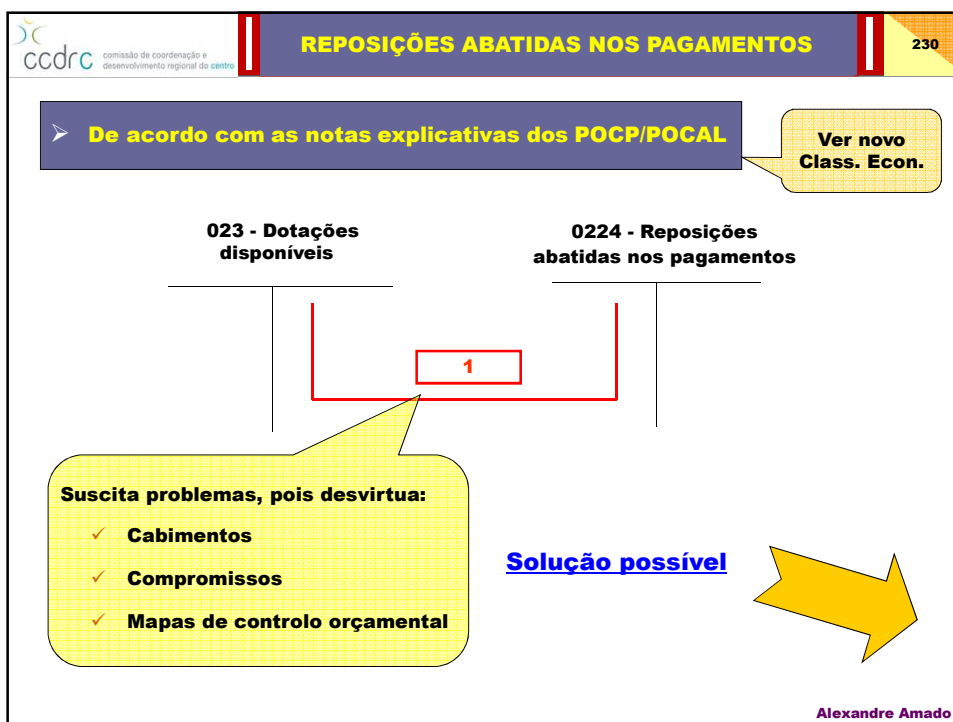 ccdrc
comissão de coordenação e
desenvolvimento regional do centro
REPOSIÇÕES ABATIDAS NOS PAGAMENTOS
230
De acordo com as notas explicativas dos POCP/POCAL
Ver novo
Class. Econ.
023 - Dotações
disponíveis
0224 - Reposições
abatidas nos pagamentos
1
Suscita problemas, pois desvirtua:
Cabimentos
Compromissos
Mapas de controlo orçamental
Solução possível
Alexandre Amado